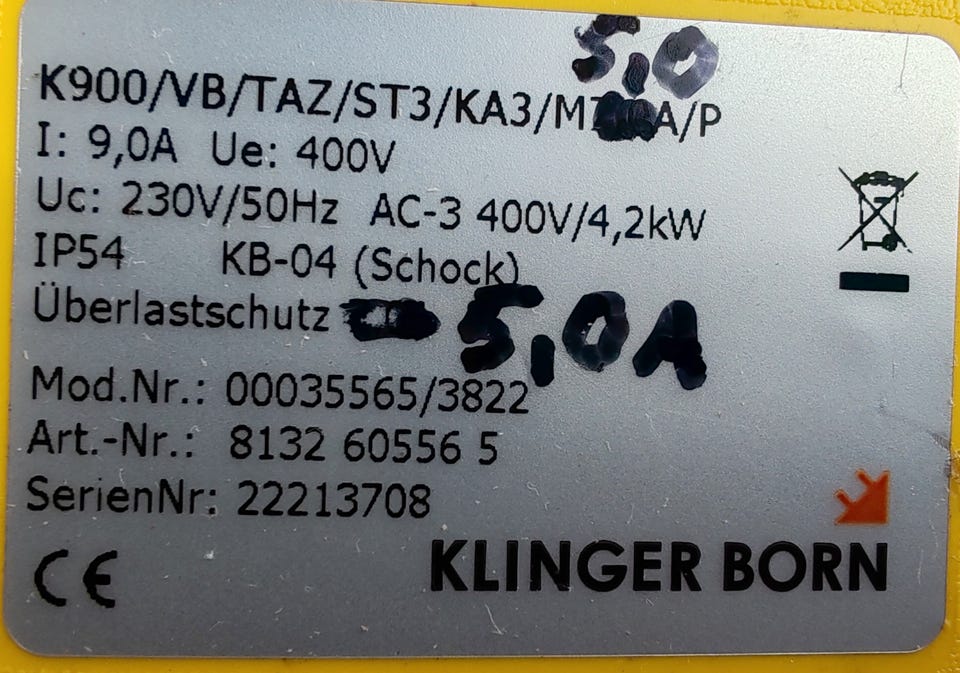 5,0
K900/VB/TAZ/ST3/KA3/M A/P
I: 9,0A Ue: 400V
Uc: 230V/50Hz AC-3 400V/4,2kW
IP54 KB-04 (Schock)
Überlastschutz 5,0A
Mod.Nr.: 00035565/3822
Art.-Nr.: 8132 60556 5
SerienNr: 22213708
CE
KLINGER BORN